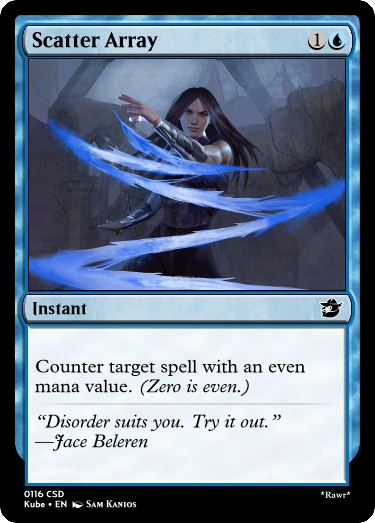 Scatter Array 1
Instant
Counter target spell with an even
mana value. (Zero is even.)
“Disorder suits you. Try it out.”
—Jace Beleren
0116 CSD
Kube • EN Sam Kanios
*Rawr*